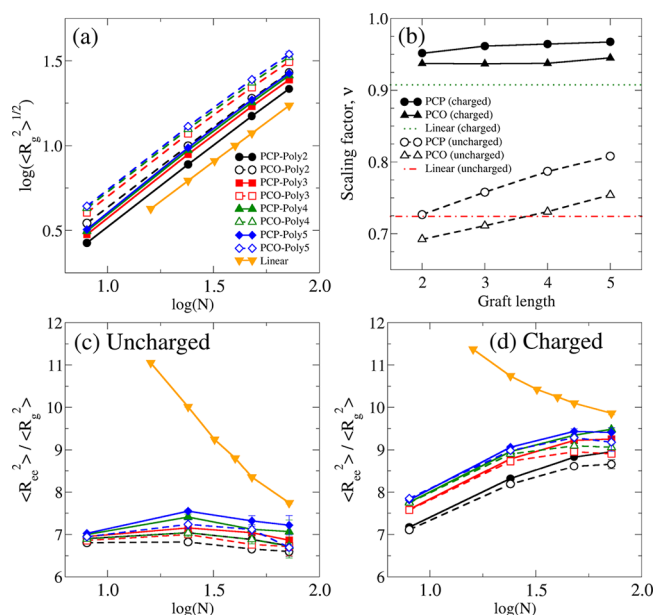 (a)
log(<R_g^2>^{1/2})
1.5
1.0
0.5
1.0
1.5
2.0
log(N)
PCP-Poly2
PCO-Poly2
PCP-Poly3
PCO-Poly3
PCP-Poly4
PCO-Poly4
PCP-Poly5
PCO-Poly5
Linear
(b)
Scaling factor, ν
1.0
0.9
0.8
0.7
2
3
4
5
Graft length
PCP (charged)
PCO (charged)
Linear (charged)
PCP (uncharged)
PCO (uncharged)
Linear (uncharged)
(c) Uncharged
<R_ee^2> / <R_g^2>
12
11
10
9
8
7
6
1.0
1.5
2.0
log(N)
(d) Charged
<R_ee^2> / <R_g^2>
12
11
10
9
8
7
6
1.0
1.5
2.0
log(N)